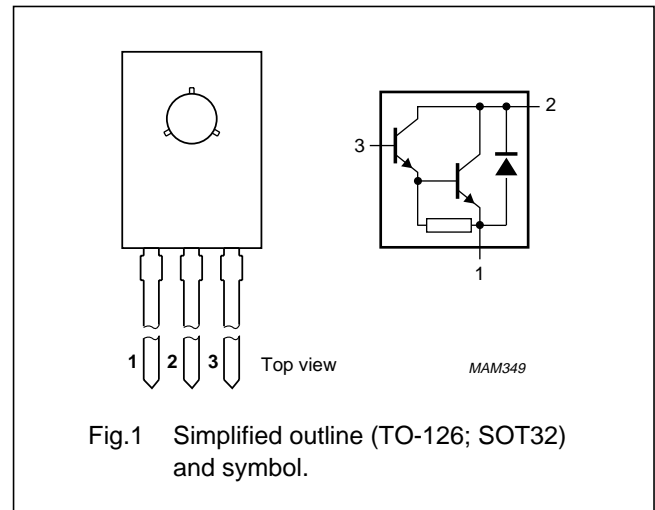 2
3
1
1 2 3 Top view
MAM349
Fig.1 Simplified outline (TO-126; SOT32)
and symbol.